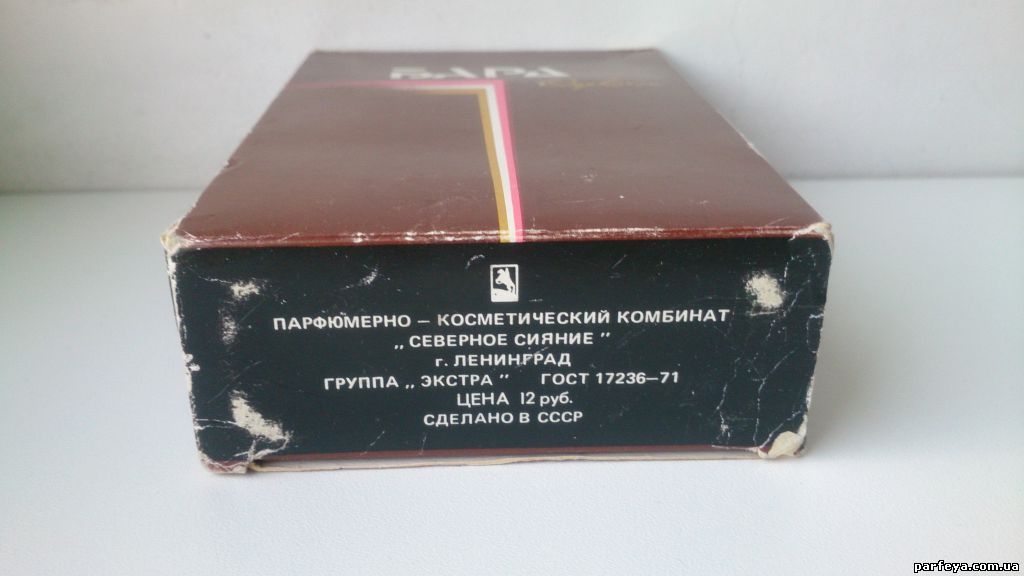 ПАРФЮМЕРНО – КОСМЕТИЧЕСКИЙ КОМБИНАТ
„ СЕВЕРНОЕ СИЯНИЕ "
г. ЛЕНИНГРАД
ГРУППА „ ЭКСТРА " ГОСТ 17236–71
ЦЕНА 12 руб.
СДЕЛАНО В СССР
parfeya.com.ua